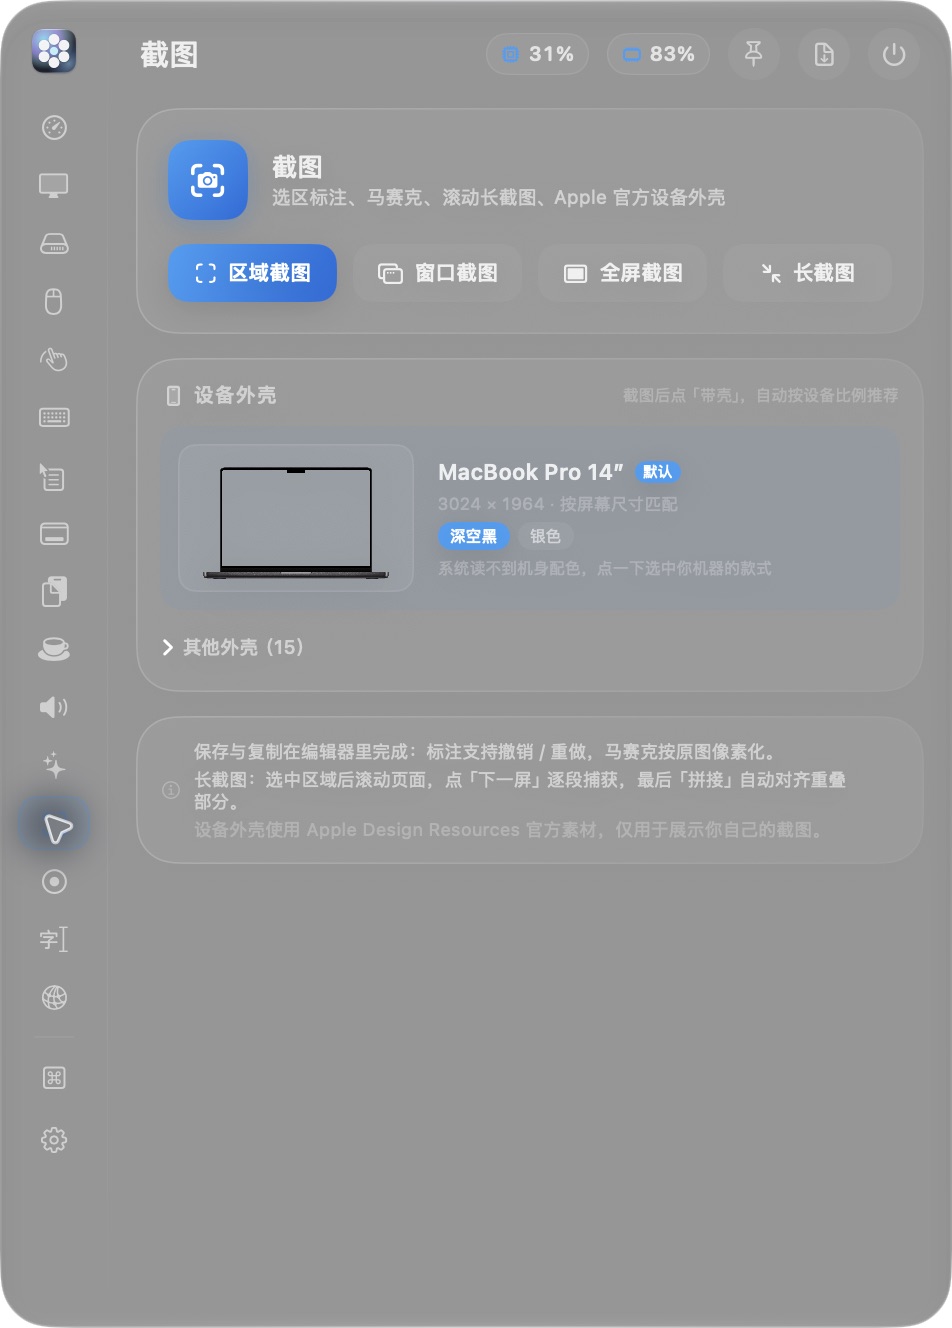 截图
31%
83%
截图
选区标注、马赛克、滚动长截图、Apple 官方设备外壳
区域截图
窗口截图
全屏截图
长截图
设备外壳
截图后点「带壳」，自动按设备比例推荐
MacBook Pro 14″ 默认
3024 × 1964 · 按屏幕尺寸匹配
深空黑 银色
系统读不到机身配色，点一下选中你机器的款式
其他外壳（15）
保存与复制在编辑器里完成：标注支持撤销 / 重做，马赛克按原图像素化。
长截图：选中区域后滚动页面，点「下一屏」逐段捕获，最后「拼接」自动对齐重叠
部分。
设备外壳使用 Apple Design Resources 官方素材，仅用于展示你自己的截图。
字